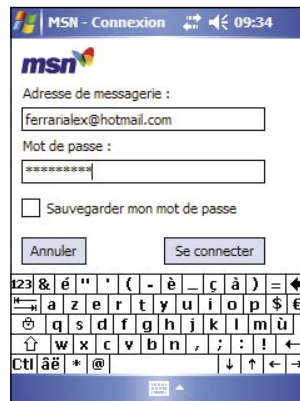 MSN - Connexion 09:34
msn
Adresse de messagerie :
ferrarialex@hotmail.com
Mot de passe :
*********
Sauvegarder mon mot de passe
Annuler Se connecter
123 & é " ' ( - è _ ç à ) =
a z e r t y u i o p $ €
q s d f g h j k l m ù
w x c v b n , ; : !
Ctl âë * @